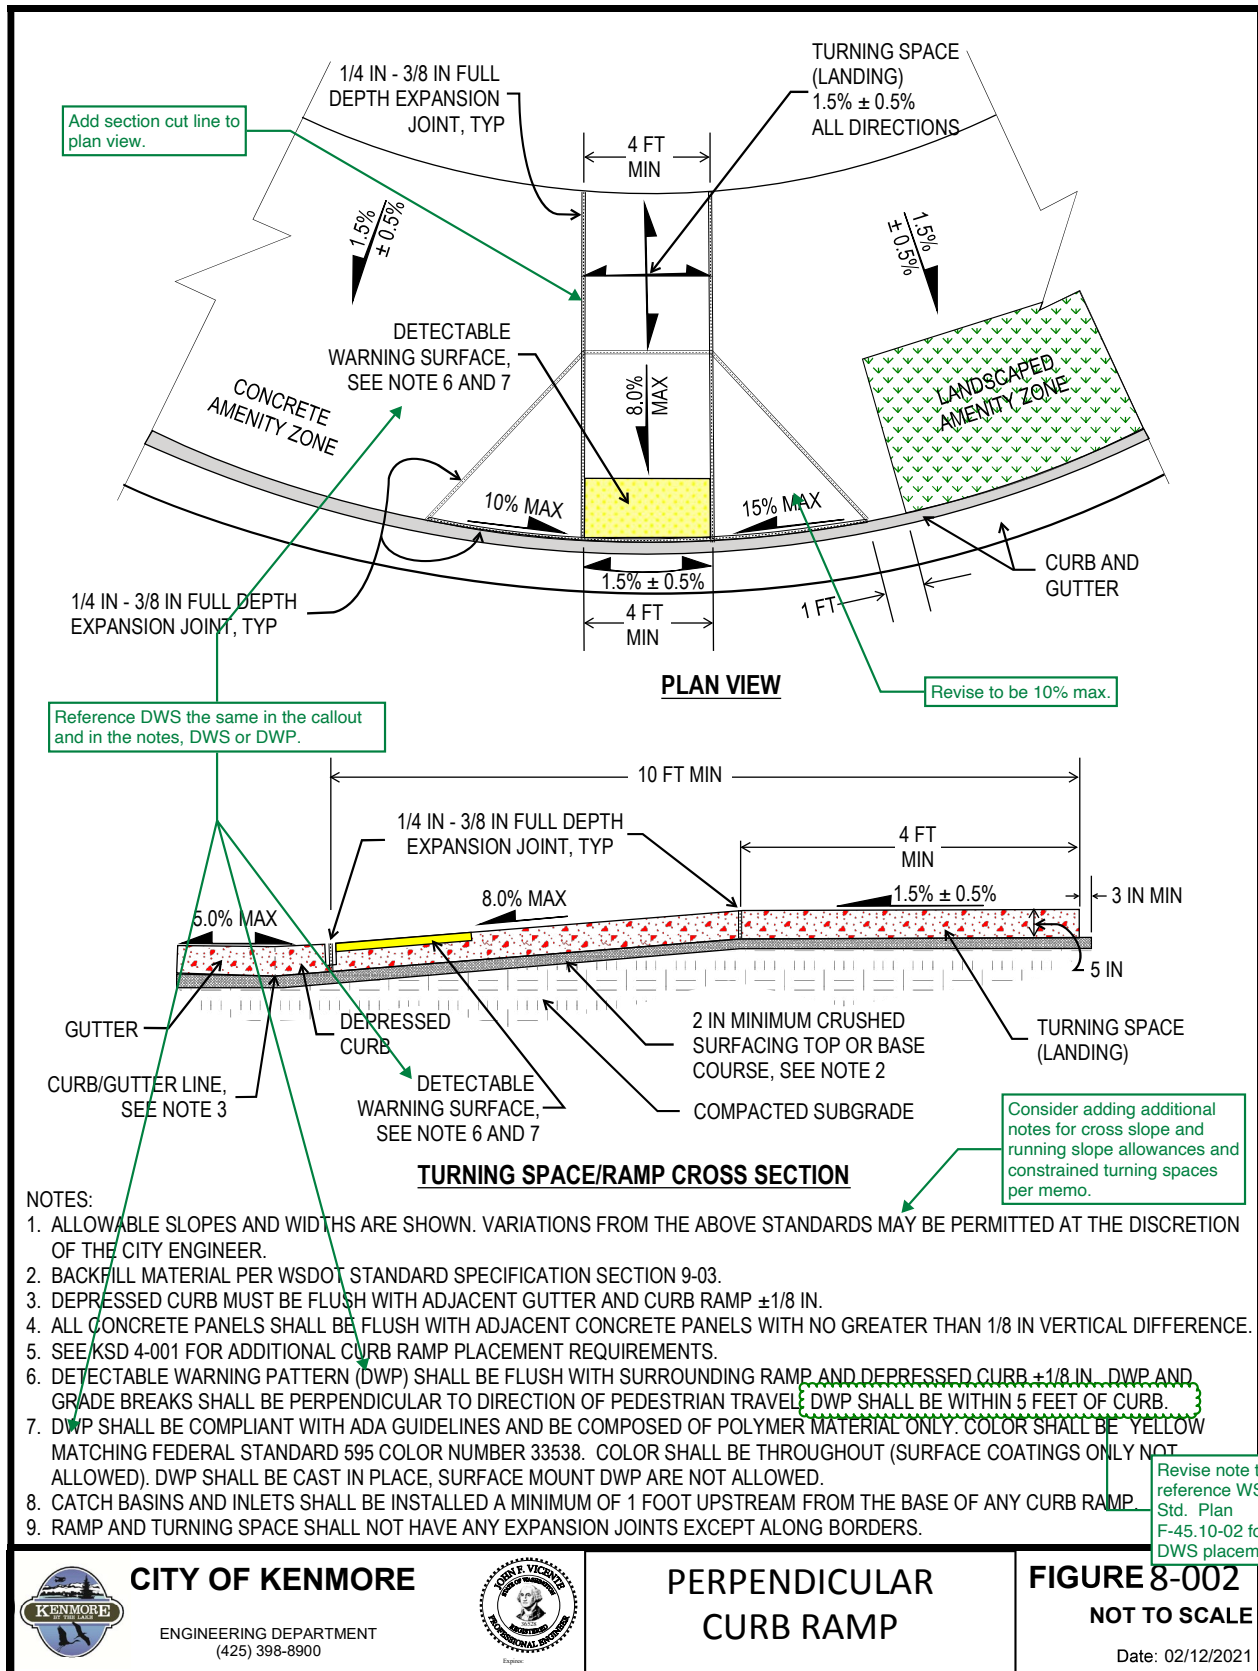 1/4 IN - 3/8 IN FULL
DEPTH EXPANSION
JOINT, TYP
TURNING SPACE
(LANDING)
1.5% ± 0.5%
ALL DIRECTIONS
Add section cut line to
plan view.
4 FT
MIN
1.5%
± 0.5%
1.5%
± 0.5%
DETECTABLE
WARNING SURFACE,
SEE NOTE 6 AND 7
CONCRETE
AMENITY ZONE
8.0%
MAX
LANDSCAPED
AMENITY ZONE
10% MAX
15% MAX
1.5% ± 0.5%
4 FT
MIN
1/4 IN - 3/8 IN FULL DEPTH
EXPANSION JOINT, TYP
1 FT
CURB AND
GUTTER
PLAN VIEW
Revise to be 10% max.
Reference DWS the same in the callout
and in the notes, DWS or DWP.
10 FT MIN
1/4 IN - 3/8 IN FULL DEPTH
EXPANSION JOINT, TYP
4 FT
MIN
5.0% MAX
8.0% MAX
1.5% ± 0.5%
3 IN MIN
5 IN
GUTTER
DEPRESSED
CURB
CURB/GUTTER LINE,
SEE NOTE 3
DETECTABLE
WARNING SURFACE,
SEE NOTE 6 AND 7
2 IN MINIMUM CRUSHED
SURFACING TOP OR BASE
COURSE, SEE NOTE 2
COMPACTED SUBGRADE
TURNING SPACE
(LANDING)
Consider adding additional
notes for cross slope and
running slope allowances and
constrained turning spaces
per memo.
TURNING SPACE/RAMP CROSS SECTION
NOTES:
1. ALLOWABLE SLOPES AND WIDTHS ARE SHOWN. VARIATIONS FROM THE ABOVE STANDARDS MAY BE PERMITTED AT THE DISCRETION
OF THE CITY ENGINEER.
2. BACKFILL MATERIAL PER WSDOT STANDARD SPECIFICATION SECTION 9-03.
3. DEPRESSED CURB MUST BE FLUSH WITH ADJACENT GUTTER AND CURB RAMP ±1/8 IN.
4. ALL CONCRETE PANELS SHALL BE FLUSH WITH ADJACENT CONCRETE PANELS WITH NO GREATER THAN 1/8 IN VERTICAL DIFFERENCE.
5. SEE KSD 4-001 FOR ADDITIONAL CURB RAMP PLACEMENT REQUIREMENTS.
6. DETECTABLE WARNING PATTERN (DWP) SHALL BE FLUSH WITH SURROUNDING RAMP AND DEPRESSED CURB ±1/8 IN. DWP AND
GRADE BREAKS SHALL BE PERPENDICULAR TO DIRECTION OF PEDESTRIAN TRAVEL. DWP SHALL BE WITHIN 5 FEET OF CURB.
7. DWP SHALL BE COMPLIANT WITH ADA GUIDELINES AND BE COMPOSED OF POLYMER MATERIAL ONLY. COLOR SHALL BE YELLOW
MATCHING FEDERAL STANDARD 595 COLOR NUMBER 33538. COLOR SHALL BE THROUGHOUT (SURFACE COATINGS ONLY NOT
ALLOWED). DWP SHALL BE CAST IN PLACE, SURFACE MOUNT DWP ARE NOT ALLOWED.
8. CATCH BASINS AND INLETS SHALL BE INSTALLED A MINIMUM OF 1 FOOT UPSTREAM FROM THE BASE OF ANY CURB RAMP.
9. RAMP AND TURNING SPACE SHALL NOT HAVE ANY EXPANSION JOINTS EXCEPT ALONG BORDERS.
Revise note t
reference WS
Std. Plan
F-45.10-02 fo
DWS placem
KENMORE
BY THE LAKE
CITY OF KENMORE
ENGINEERING DEPARTMENT
(425) 398-8900
JOHN F. VICENTE
STATE OF WASHINGTON
REGISTERED
PROFESSIONAL ENGINEER
Expires:
PERPENDICULAR
CURB RAMP
FIGURE 8-002
NOT TO SCALE
Date: 02/12/2021